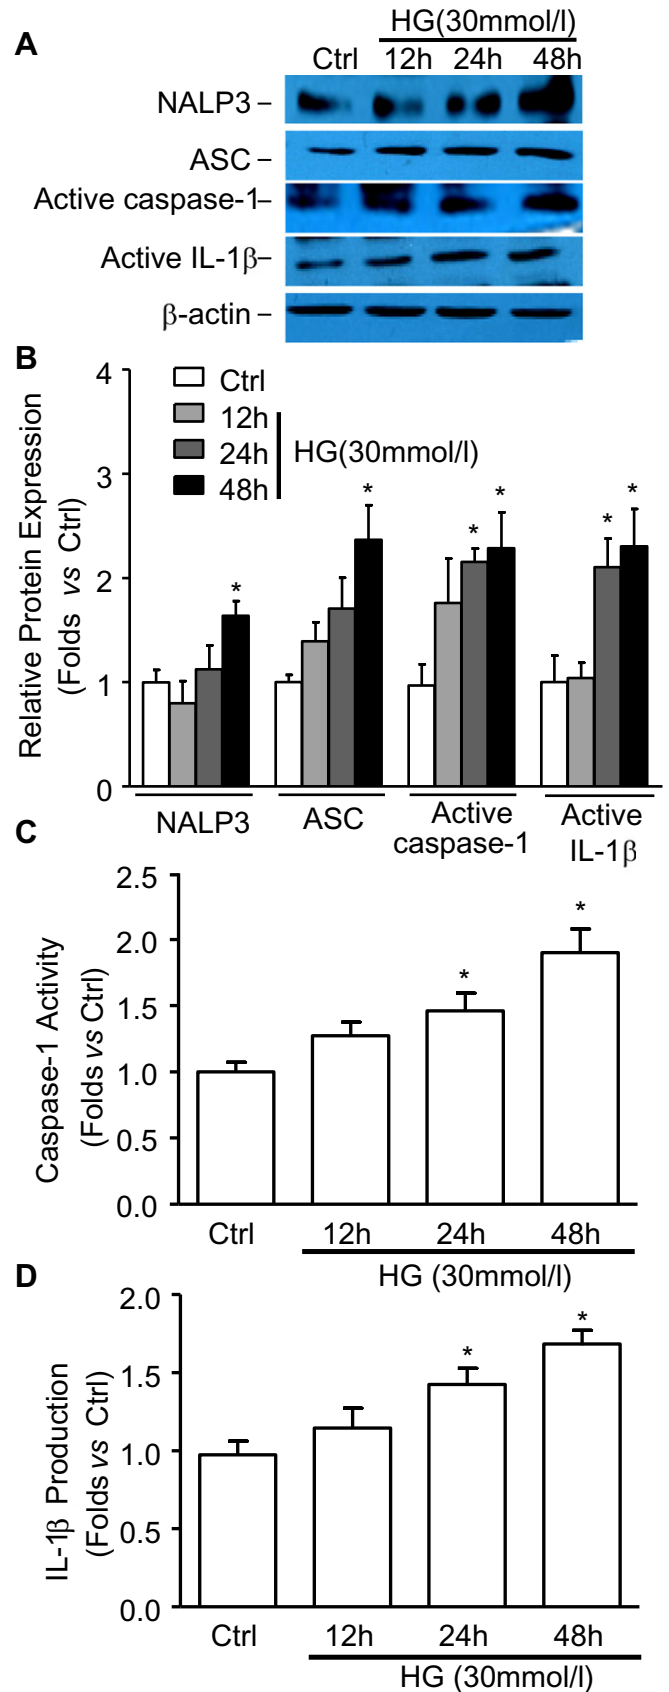 A
HG(30mmol/l)
Ctrl 12h 24h 48h
NALP3
ASC
Active caspase-1
Active IL-1β
β-actin
B
Relative Protein Expression
(Folds vs Ctrl)
4
3
2
1
0
Ctrl
12h
24h
48h
HG(30mmol/l)
*
*
* *
* *
NALP3
ASC
Active
caspase-1
Active
IL-1β
C
Caspase-1 Activity
(Folds vs Ctrl)
2.5
2.0
1.5
1.0
0.5
0.0
*
*
Ctrl 12h 24h 48h
HG (30mmol/l)
D
IL-1β Production
(Folds vs Ctrl)
2.0
1.5
1.0
0.5
0.0
*
*
Ctrl 12h 24h 48h
HG (30mmol/l)